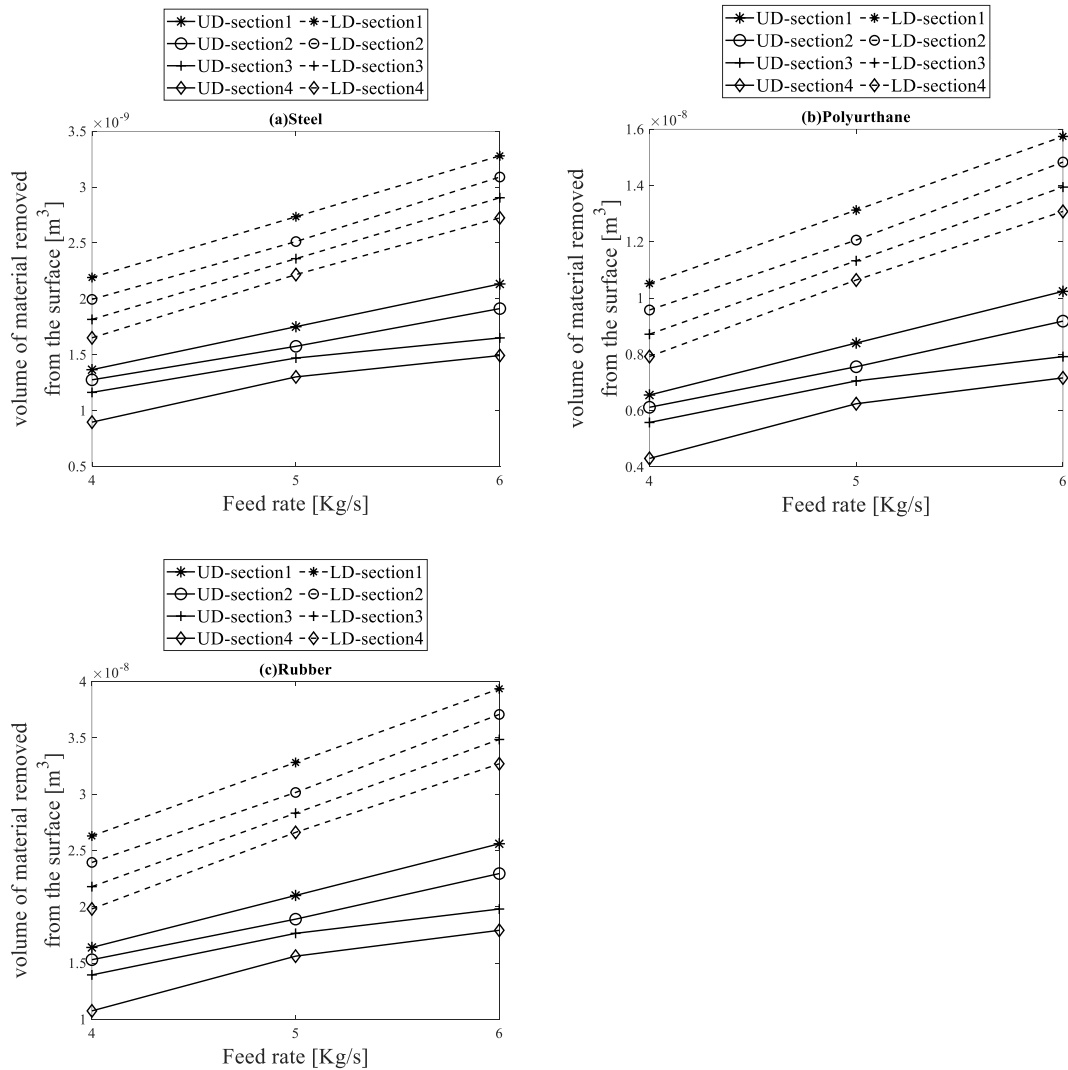 UD-section1 LD-section1
UD-section2 LD-section2
UD-section3 LD-section3
UD-section4 LD-section4
(a)Steel
×10^-9
3.5
3
2.5
2
1.5
1
0.5
4 5 6
volume of material removed
from the surface [m^3]
Feed rate [Kg/s]
UD-section1 LD-section1
UD-section2 LD-section2
UD-section3 LD-section3
UD-section4 LD-section4
(b)Polyurthane
×10^-8
1.6
1.4
1.2
1
0.8
0.6
0.4
4 5 6
volume of material removed
from the surface [m^3]
Feed rate [Kg/s]
UD-section1 LD-section1
UD-section2 LD-section2
UD-section3 LD-section3
UD-section4 LD-section4
(c)Rubber
×10^-8
4
3.5
3
2.5
2
1.5
1
4 5 6
volume of material removed
from the surface [m^3]
Feed rate [Kg/s]